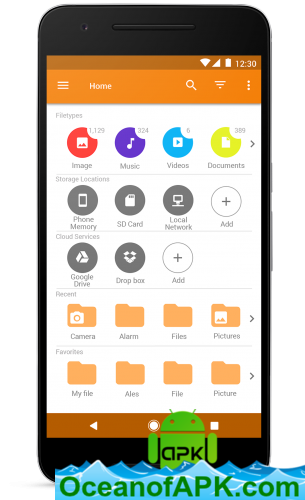 12:30
Home
Filetypes
1,129 324 6 389
Image Music Videos Documents
Storage Locations
Phone Memory SD Card Local Network Add
Cloud Services
Google Drive Drop box Add
Recent
Camera Alarm Files Pictures
Favorites
My file Ales File Picture
APK
OceanofAPK.com